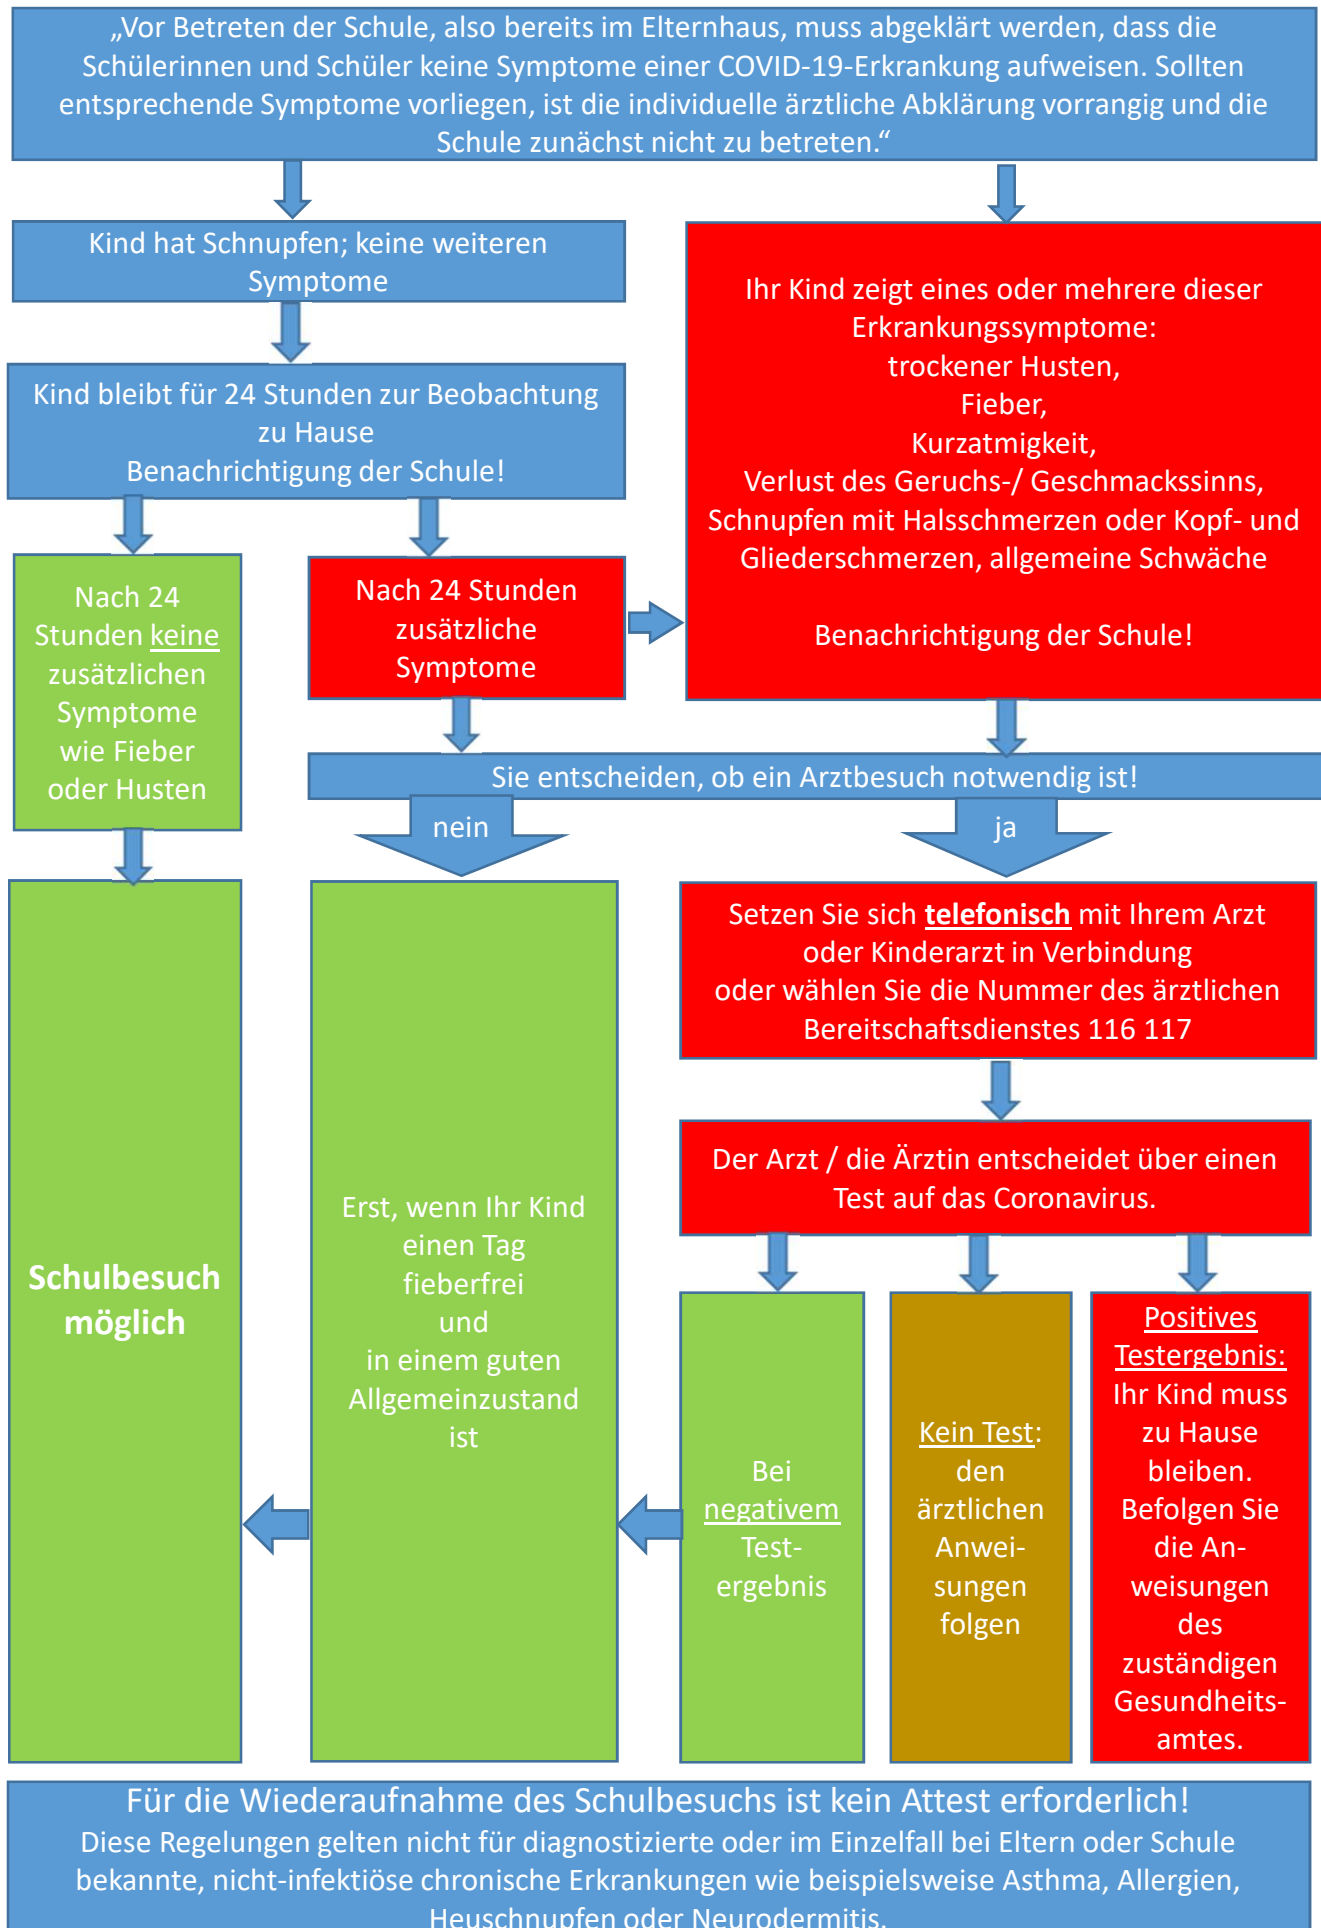 „Vor Betreten der Schule, also bereits im Elternhaus, muss abgeklärt werden, dass die
Schülerinnen und Schüler keine Symptome einer COVID-19-Erkrankung aufweisen. Sollten
entsprechende Symptome vorliegen, ist die individuelle ärztliche Abklärung vorrangig und die
Schule zunächst nicht zu betreten.“
Kind hat Schnupfen; keine weiteren
Symptome
Kind bleibt für 24 Stunden zur Beobachtung
zu Hause
Benachrichtigung der Schule!
Ihr Kind zeigt eines oder mehrere dieser
Erkrankungssymptome:
trockener Husten,
Fieber,
Kurzatmigkeit,
Verlust des Geruchs-/ Geschmackssinns,
Schnupfen mit Halsschmerzen oder Kopf- und
Gliederschmerzen, allgemeine Schwäche
Benachrichtigung der Schule!
Nach 24
Stunden keine
zusätzlichen
Symptome
wie Fieber
oder Husten
Nach 24 Stunden
zusätzliche
Symptome
Sie entscheiden, ob ein Arztbesuch notwendig ist!
nein
ja
Schulbesuch
möglich
Erst, wenn Ihr Kind
einen Tag
fieberfrei
und
in einem guten
Allgemeinzustand
ist
Setzen Sie sich telefonisch mit Ihrem Arzt
oder Kinderarzt in Verbindung
oder wählen Sie die Nummer des ärztlichen
Bereitschaftsdienstes 116 117
Der Arzt / die Ärztin entscheidet über einen
Test auf das Coronavirus.
Bei
negativem
Test-
ergebnis
Kein Test:
den
ärztlichen
Anwei-
sungen
folgen
Positives
Testergebnis:
Ihr Kind muss
zu Hause
bleiben.
Befolgen Sie
die An-
weisungen
des
zuständigen
Gesundheits-
amtes.
Für die Wiederaufnahme des Schulbesuchs ist kein Attest erforderlich!
Diese Regelungen gelten nicht für diagnostizierte oder im Einzelfall bei Eltern oder Schule
bekannte, nicht-infektiöse chronische Erkrankungen wie beispielsweise Asthma, Allergien,
Heuschnupfen oder Neurodermitis.